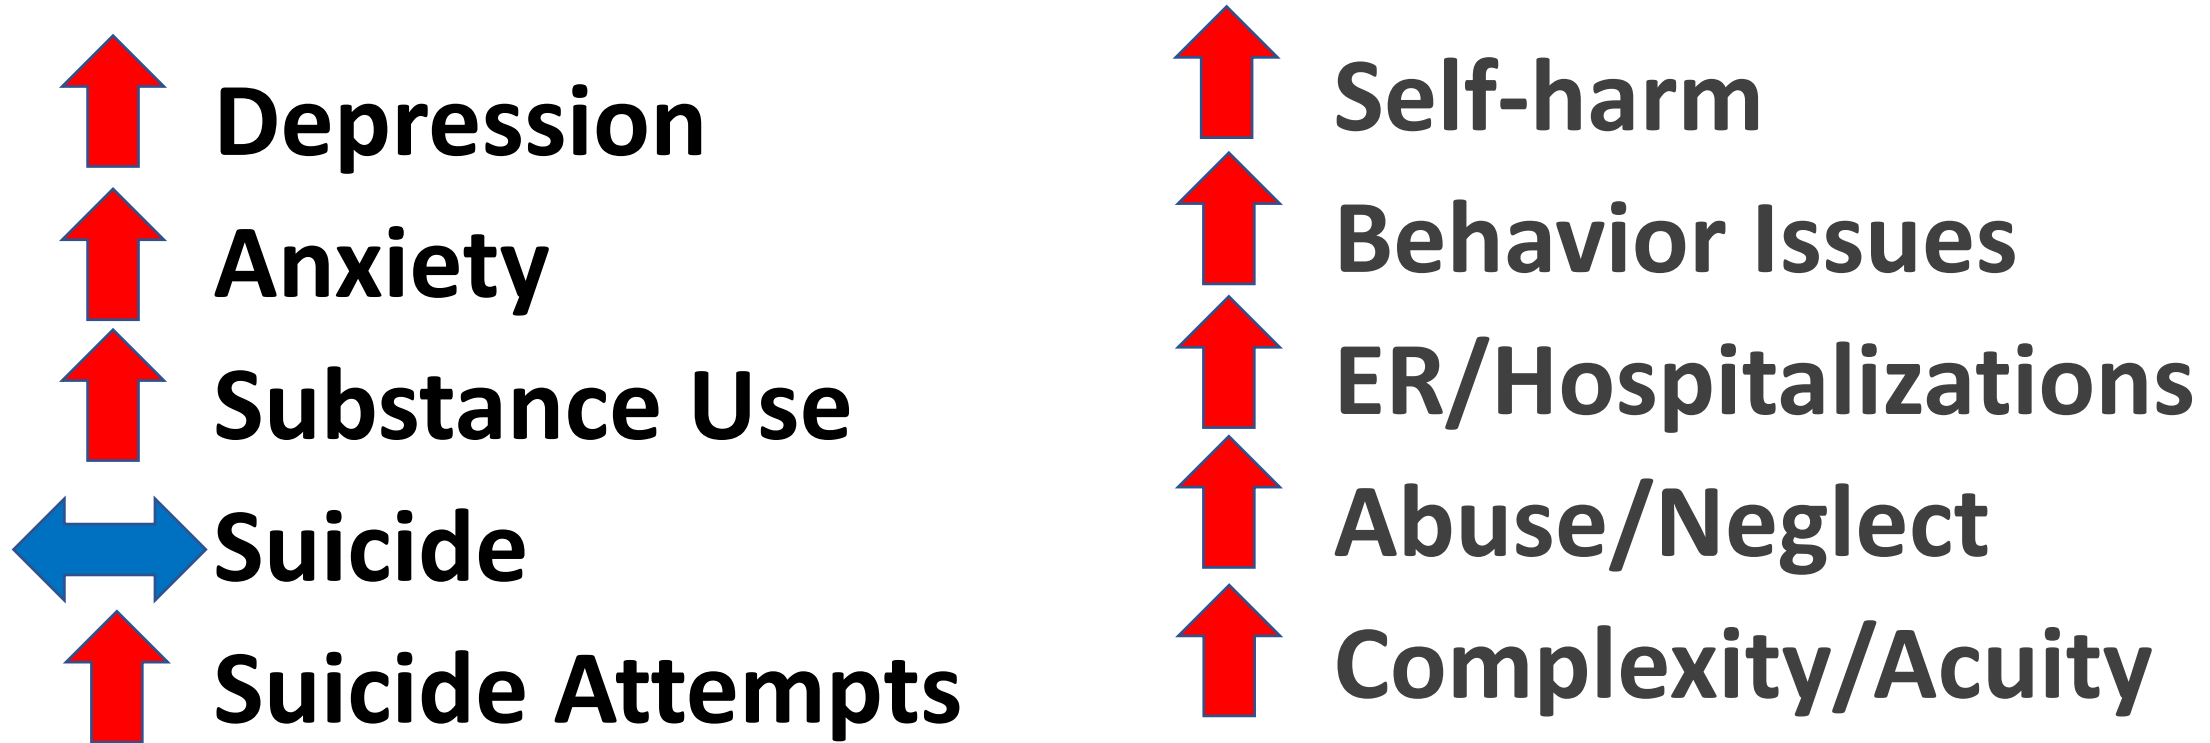 Depression
Anxiety
Substance Use
Suicide
Suicide Attempts
Self-harm
Behavior Issues
ER/Hospitalizations
Abuse/Neglect
Complexity/Acuity